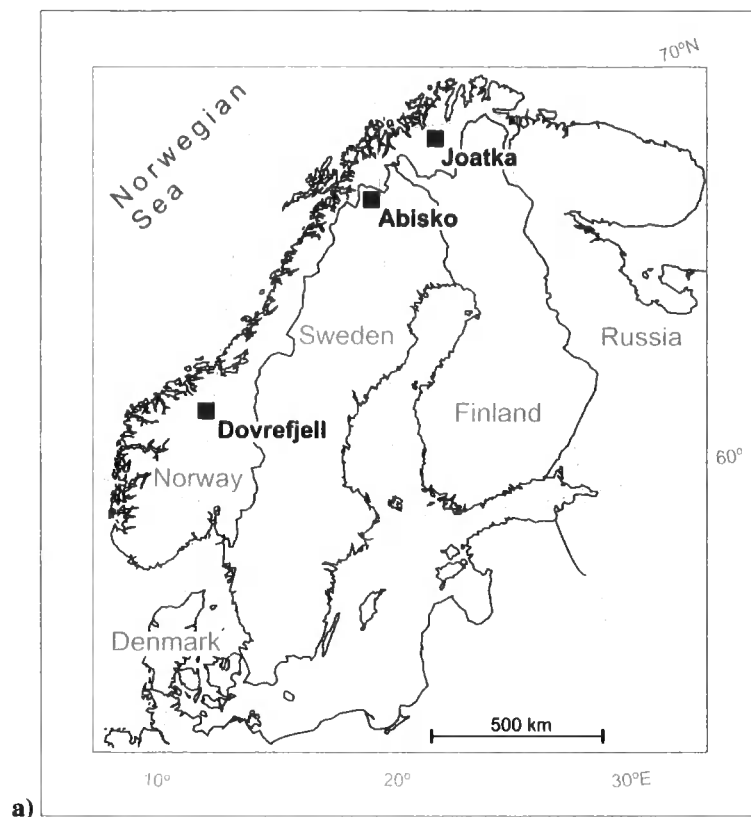 70°N
Norwegian
Sea
Joatka
Abisko
Sweden
Russia
Finland
Dovrefjell
60°
Norway
Denmark
500 km
10°
20°
30°E
a)